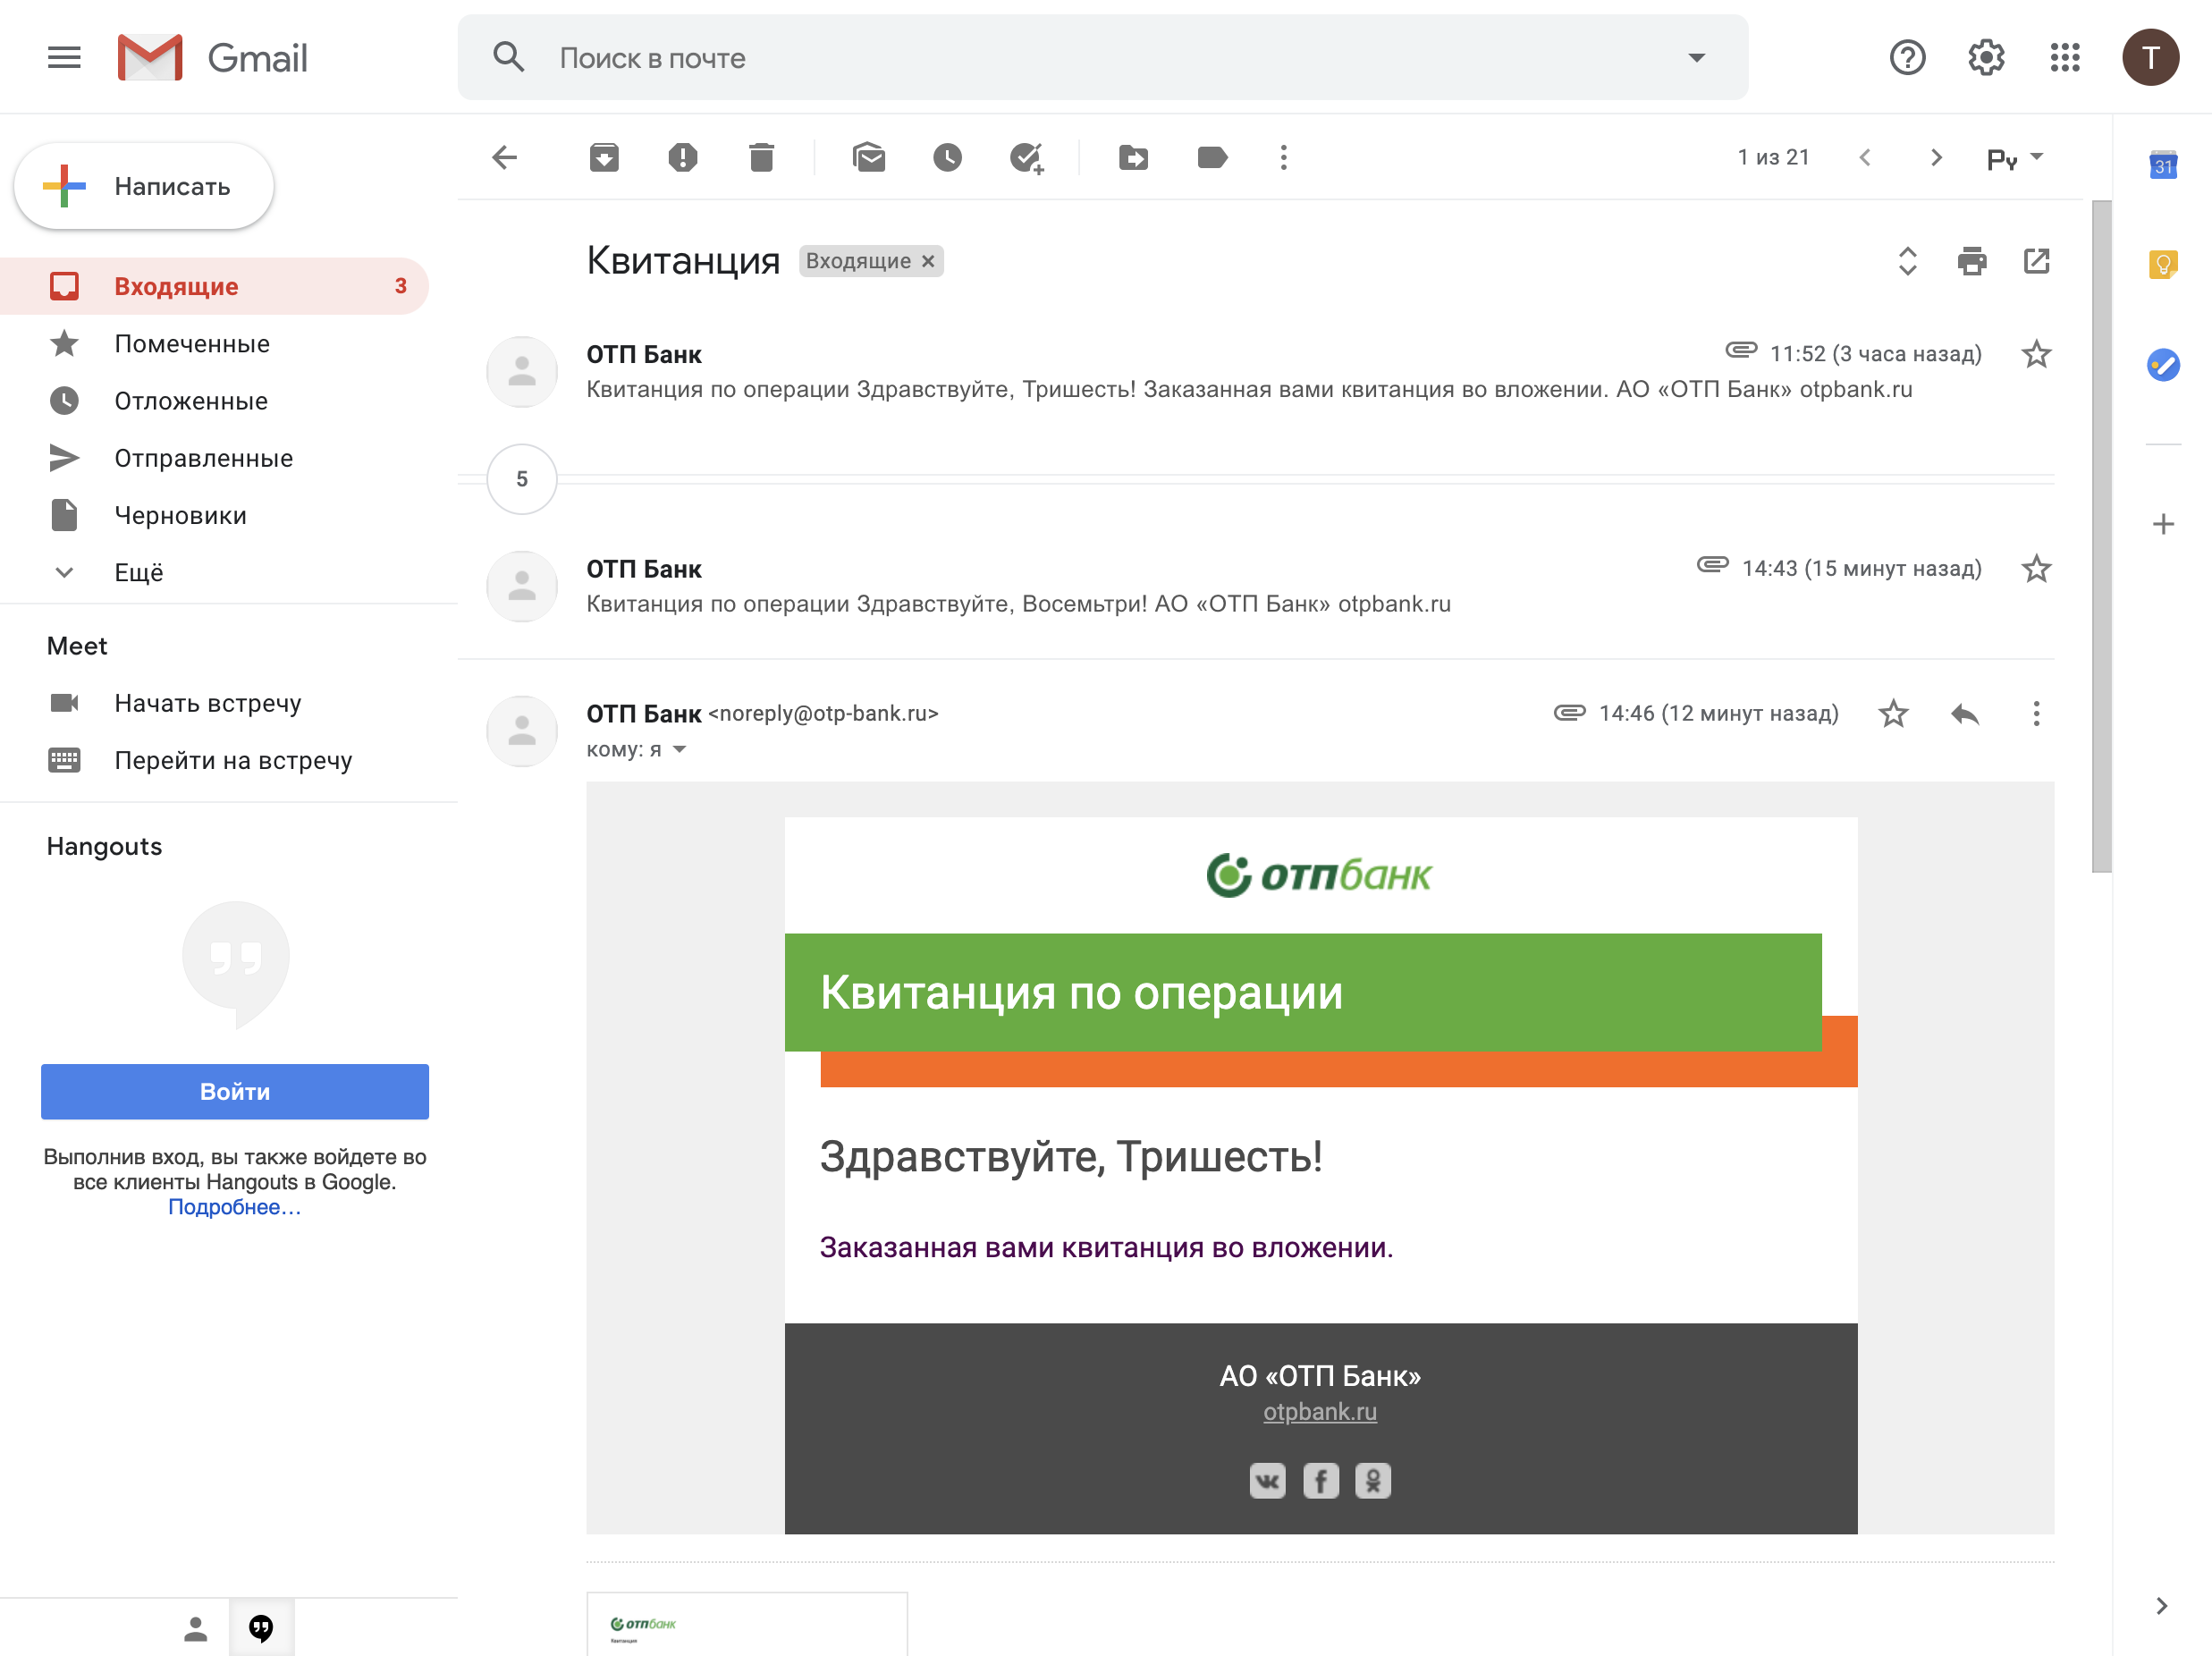 Gmail
Поиск в почте
T
Написать
1 из 21
Ру
31
Входящие
3
Помеченные
Отложенные
Отправленные
Черновики
Ещё
Meet
Начать встречу
Перейти на встречу
Hangouts
Войти
Выполнив вход, вы также войдете во
все клиенты Hangouts в Google.
Подробнее…
Квитанция
Входящие ×
ОТП Банк
11:52 (3 часа назад)
Квитанция по операции Здравствуйте, Тришесть! Заказанная вами квитанция во вложении. АО «ОТП Банк» otpbank.ru
5
ОТП Банк
14:43 (15 минут назад)
Квитанция по операции Здравствуйте, Восемьтри! АО «ОТП Банк» otpbank.ru
ОТП Банк <noreply@otp-bank.ru>
14:46 (12 минут назад)
кому: я
отпбанк
Квитанция по операции
Здравствуйте, Тришесть!
Заказанная вами квитанция во вложении.
АО «ОТП Банк»
otpbank.ru
отпбанк
Квитанция